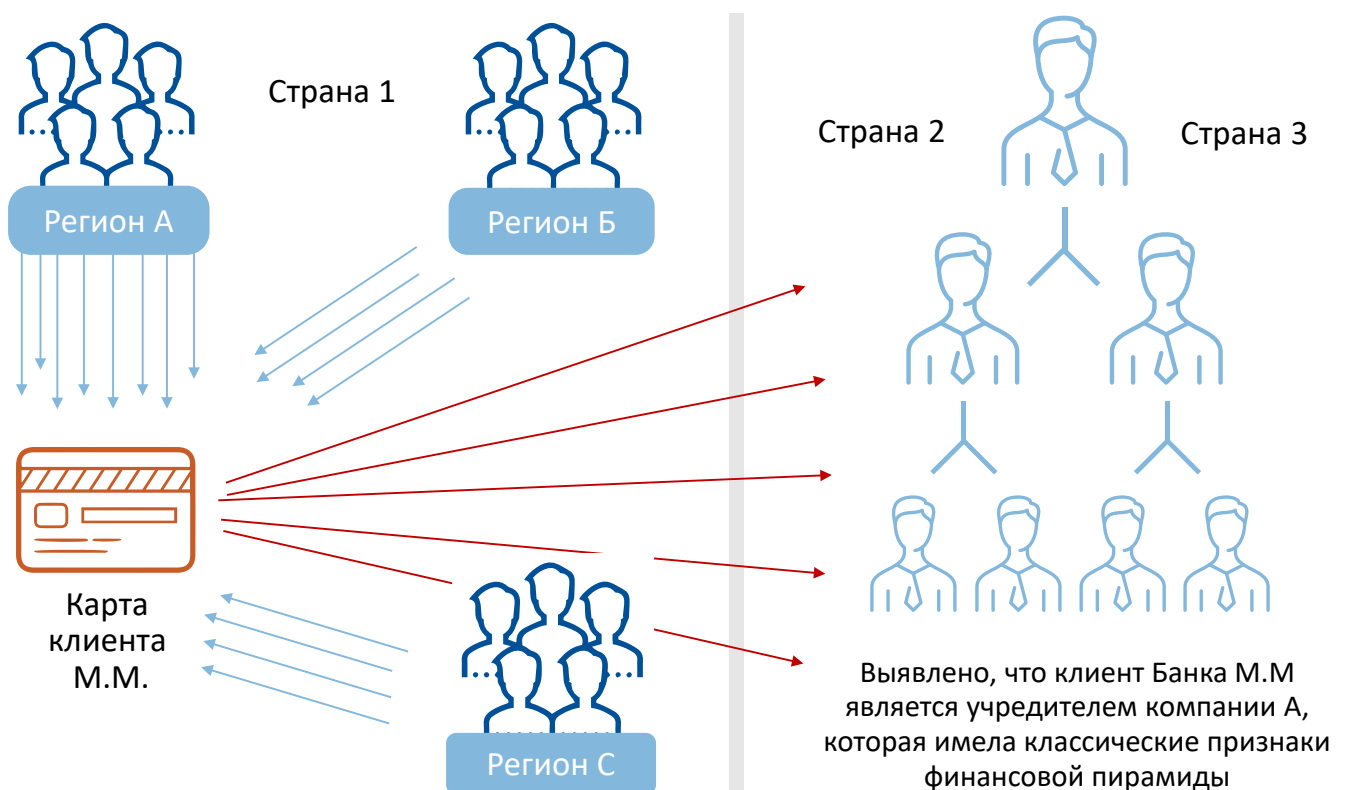 Страна 1
Регион А
Регион Б
Карта
клиента
М.М.
Регион С
Страна 2
Страна 3
Выявлено, что клиент Банка М.М
является учредителем компании А,
которая имела классические признаки
финансовой пирамиды